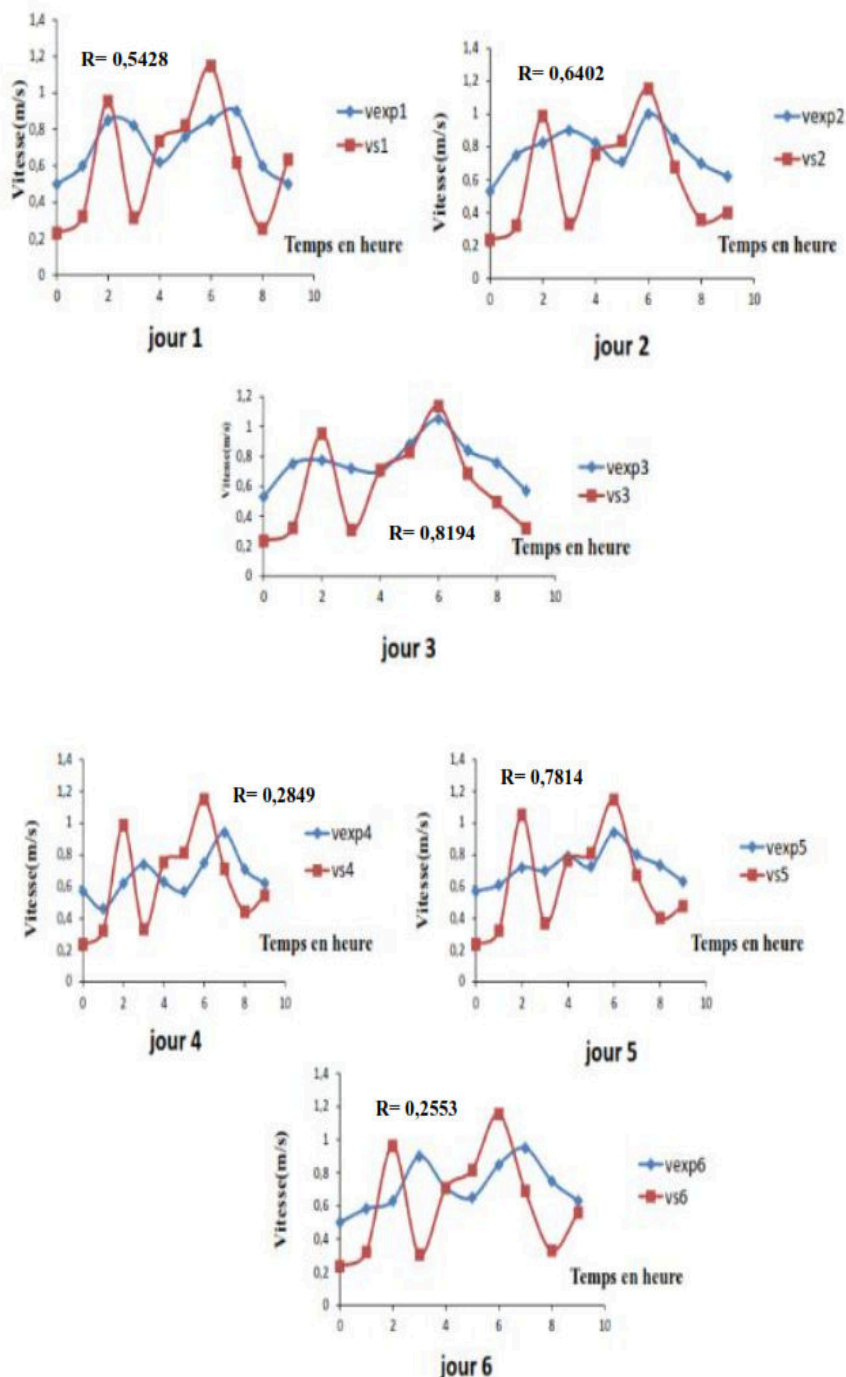 1,4
1,2
1
0,8
0,6
0,4
0,2
0
Vitesse(m/s)
R= 0,5428
vexp1
vs1
Temps en heure
0 2 4 6 8 10
jour 1
1,4
1,2
1
0,8
0,6
0,4
0,2
0
Vitesse(m/s)
R= 0,6402
vexp2
vs2
Temps en heure
0 2 4 6 8 10
jour 2
1,2
1
0,8
0,6
0,4
0,2
0
Vitesse(m/s)
R= 0,8194
vexp3
vs3
Temps en heure
0 2 4 6 8 10
jour 3
1,4
1,2
1
0,8
0,6
0,4
0,2
0
Vitesse(m/s)
R= 0,2849
vexp4
vs4
Temps en heure
0 2 4 6 8 10
jour 4
1,4
1,2
1
0,8
0,6
0,4
0,2
0
Vitesse(m/s)
R= 0,7814
vexp5
vs5
Temps en heure
0 2 4 6 8 10
jour 5
1,4
1,2
1
0,8
0,6
0,4
0,2
0
Vitesse(m/s)
R= 0,2553
vexp6
vs6
Temps en heure
0 2 4 6 8 10
jour 6